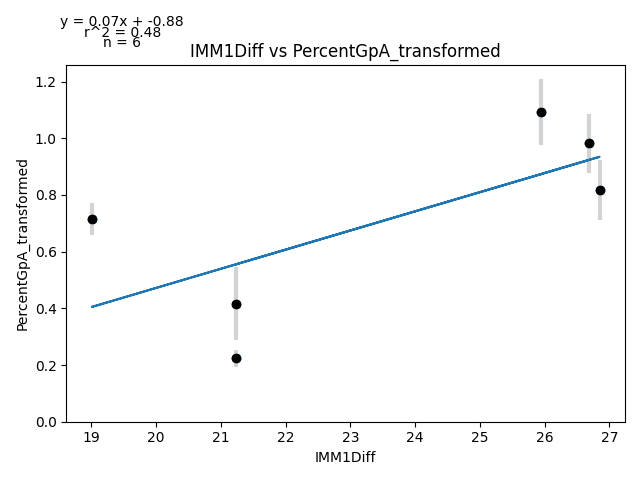 y = 0.07x + -0.88
r^2 = 0.48
n = 6
IMM1Diff vs PercentGpA_transformed
1.2
1.0
0.8
0.6
0.4
0.2
0.0
PercentGpA_transformed
19 20 21 22 23 24 25 26 27
IMM1Diff